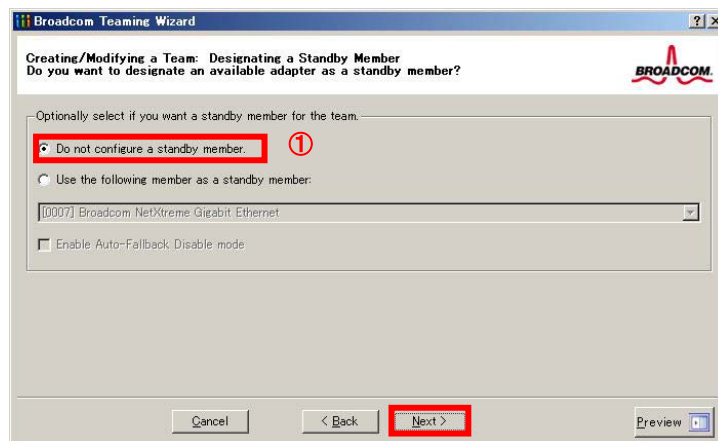 Broadcom Teaming Wizard
Creating/Modifying a Team: Designating a Standby Member
Do you want to designate an available adapter as a standby member?
BROADCOM.
Optionally select if you want a standby member for the team.
Do not configure a standby member.
①
Use the following member as a standby member:
[0007] Broadcom NetXtreme Gigabit Ethernet
Enable Auto-Fallback Disable mode
Cancel
< Back
Next >
Preview